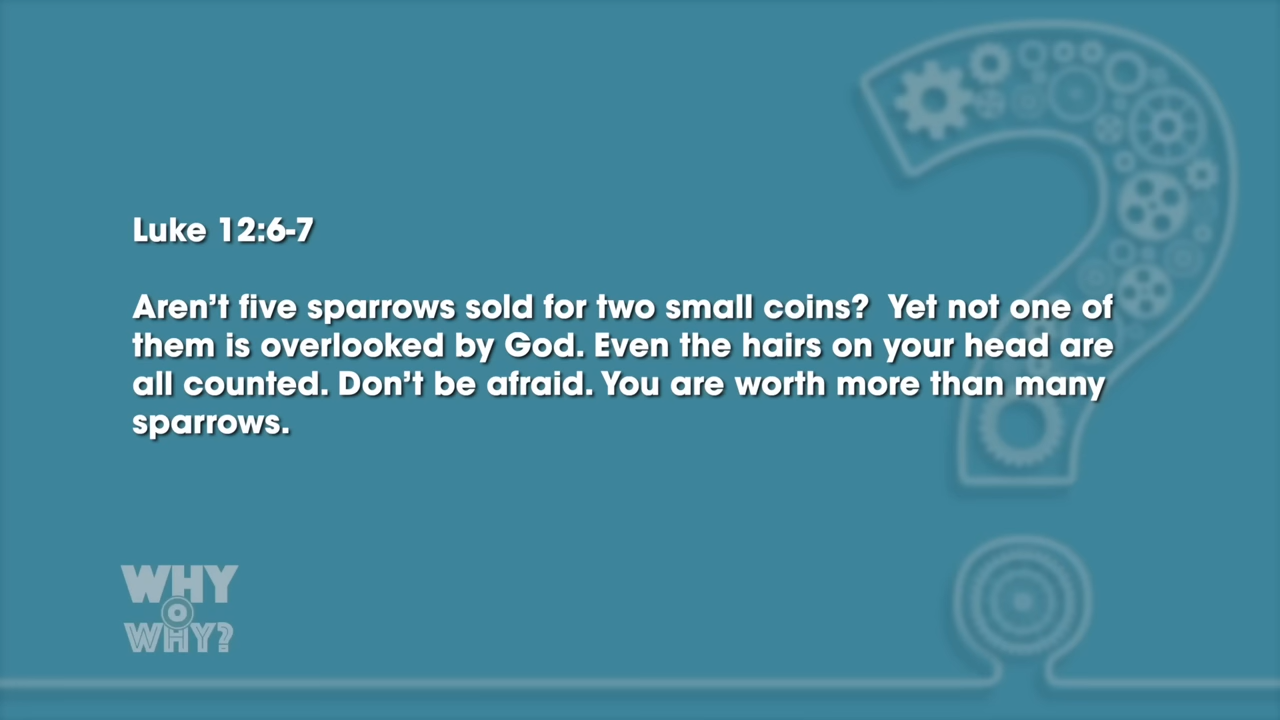 Luke 12:6-7
Aren’t five sparrows sold for two small coins?  Yet not one of
them is overlooked by God. Even the hairs on your head are
all counted. Don’t be afraid. You are worth more than many
sparrows.
WHY
O
WHY?